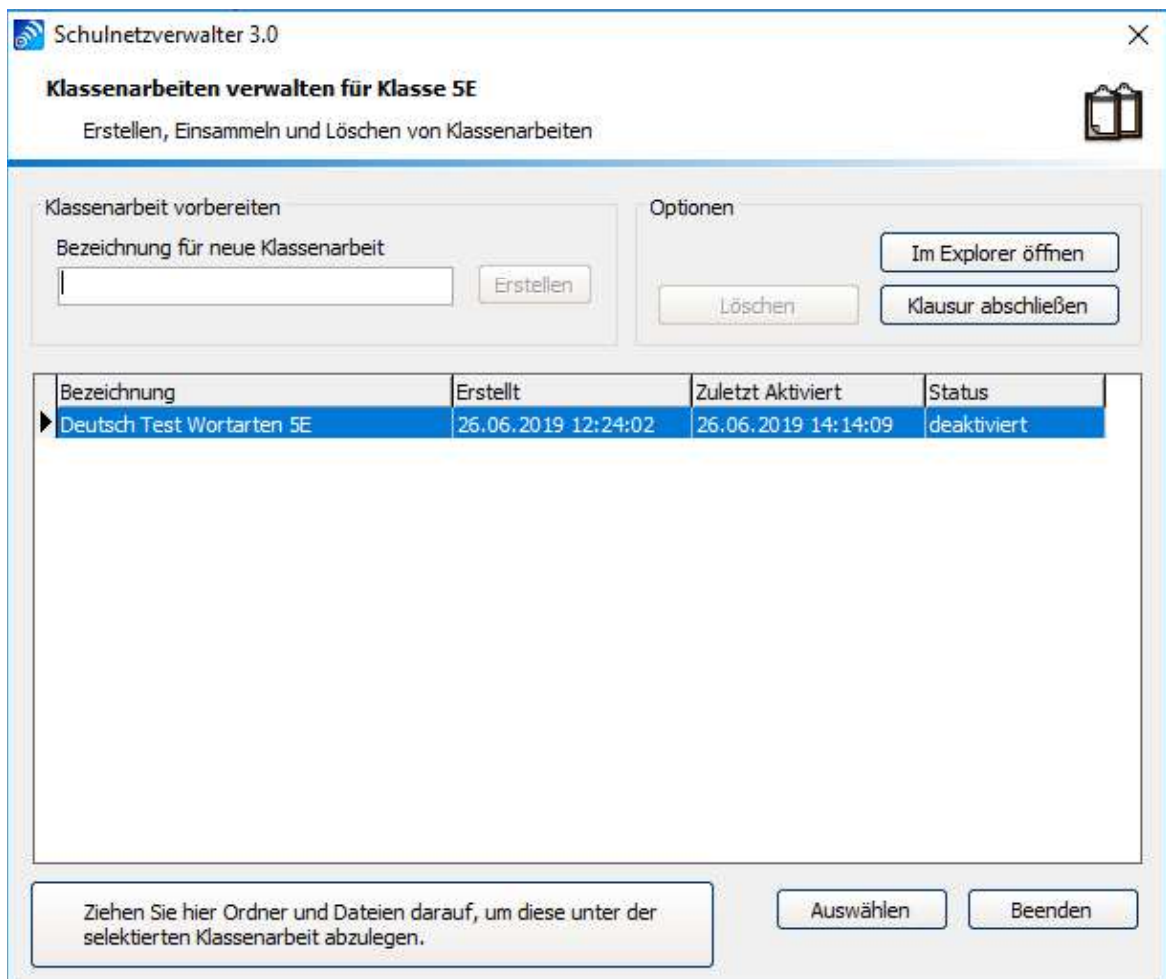 Schulnetzverwalter 3.0
Klassenarbeiten verwalten für Klasse 5E
Erstellen, Einsammeln und Löschen von Klassenarbeiten
Klassenarbeit vorbereiten
Bezeichnung für neue Klassenarbeit
Erstellen
Optionen
Im Explorer öffnen
Löschen
Klausur abschließen
Bezeichnung Erstellt Zuletzt Aktiviert Status
Deutsch Test Wortarten 5E 26.06.2019 12:24:02 26.06.2019 14:14:09 deaktiviert
Ziehen Sie hier Ordner und Dateien darauf, um diese unter der
selektierten Klassenarbeit abzulegen.
Auswählen
Beenden